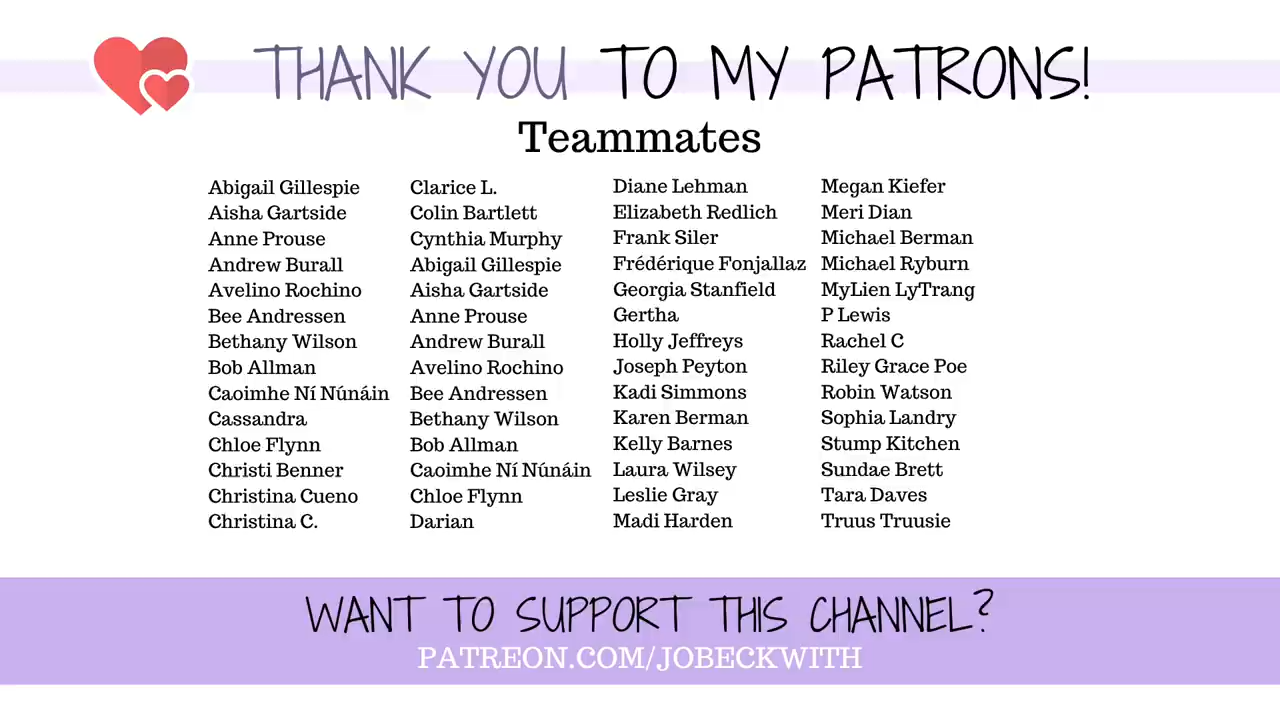 THANK YOU TO MY PATRONS!
Teammates
Abigail Gillespie
Aisha Gartside
Anne Prouse
Andrew Burall
Avelino Rochino
Bee Andressen
Bethany Wilson
Bob Allman
Caoimhe Ní Núnáin
Cassandra
Chloe Flynn
Christi Benner
Christina Cueno
Christina C.
Clarice L.
Colin Bartlett
Cynthia Murphy
Abigail Gillespie
Aisha Gartside
Anne Prouse
Andrew Burall
Avelino Rochino
Bee Andressen
Bethany Wilson
Bob Allman
Caoimhe Ní Núnáin
Chloe Flynn
Darian
Diane Lehman
Elizabeth Redlich
Frank Siler
Frédérique Fonjallaz
Georgia Stanfield
Gertha
Holly Jeffreys
Joseph Peyton
Kadi Simmons
Karen Berman
Kelly Barnes
Laura Wilsey
Leslie Gray
Madi Harden
Megan Kiefer
Meri Dian
Michael Berman
Michael Ryburn
MyLien LyTrang
P Lewis
Rachel C
Riley Grace Poe
Robin Watson
Sophia Landry
Stump Kitchen
Sundae Brett
Tara Daves
Truus Truusie
WANT TO SUPPORT THIS CHANNEL?
PATREON.COM/JOBECKWITH